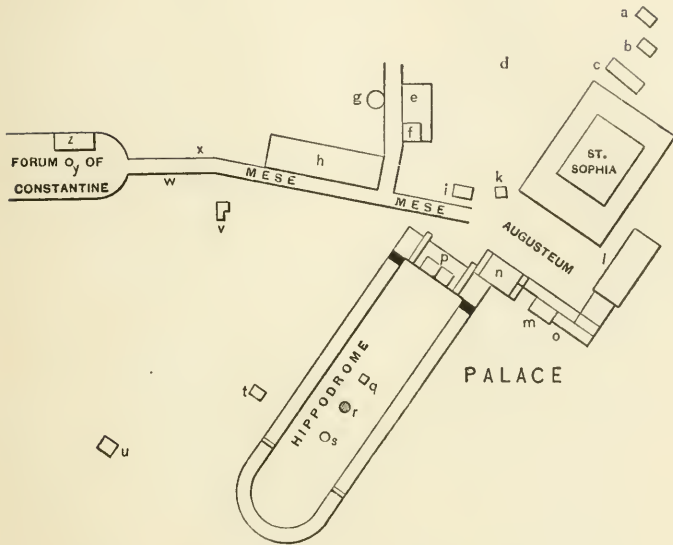 a
b
c
d
g
e
f
z
x
h
ST.
SOPHIA
FORUM O y OF
CONSTANTINE
w
MESE
i
k
v
MESE
AUGUSTEUM
l
p
n
m
o
HIPPODROME
PALACE
t
q
r
s
u